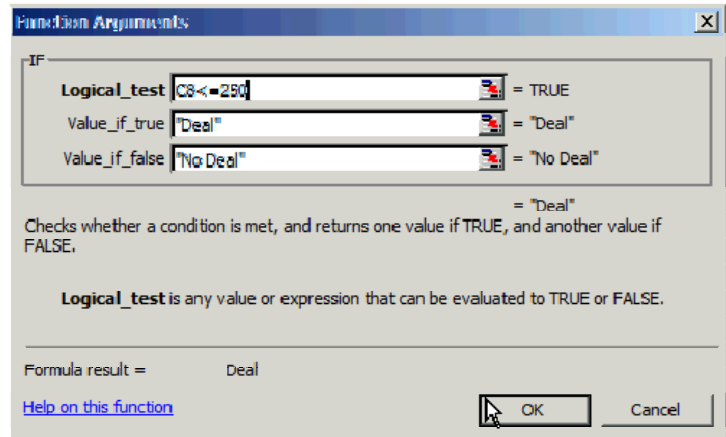 Function Arguments
IF
Logical_test C8<=250 = TRUE
Value_if_true "Deal" = "Deal"
Value_if_false "No Deal" = "No Deal"
= "Deal"
Checks whether a condition is met, and returns one value if TRUE, and another value if
FALSE.
Logical_test is any value or expression that can be evaluated to TRUE or FALSE.
Formula result = Deal
Help on this function OK Cancel